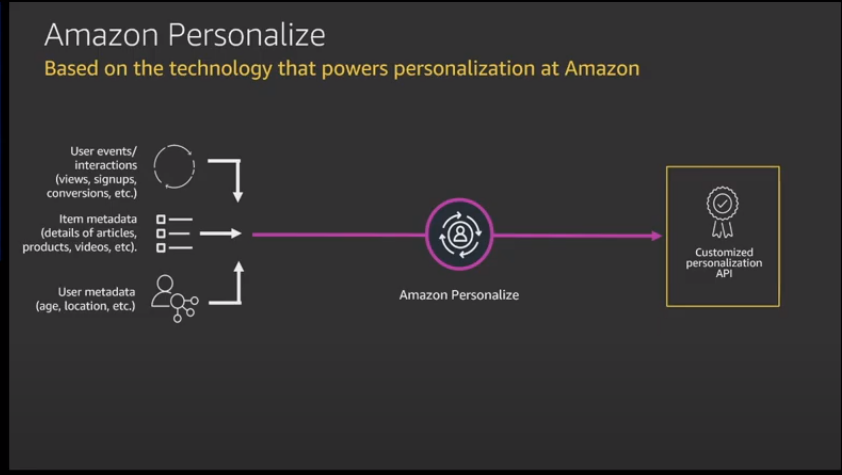 Amazon Personalize
Based on the technology that powers personalization at Amazon
User events/
interactions
(views, signups,
conversions, etc.)
Item metadata
(details of articles,
products, videos, etc).
User metadata
(age, location, etc.)
Amazon Personalize
Customized
personalization
API